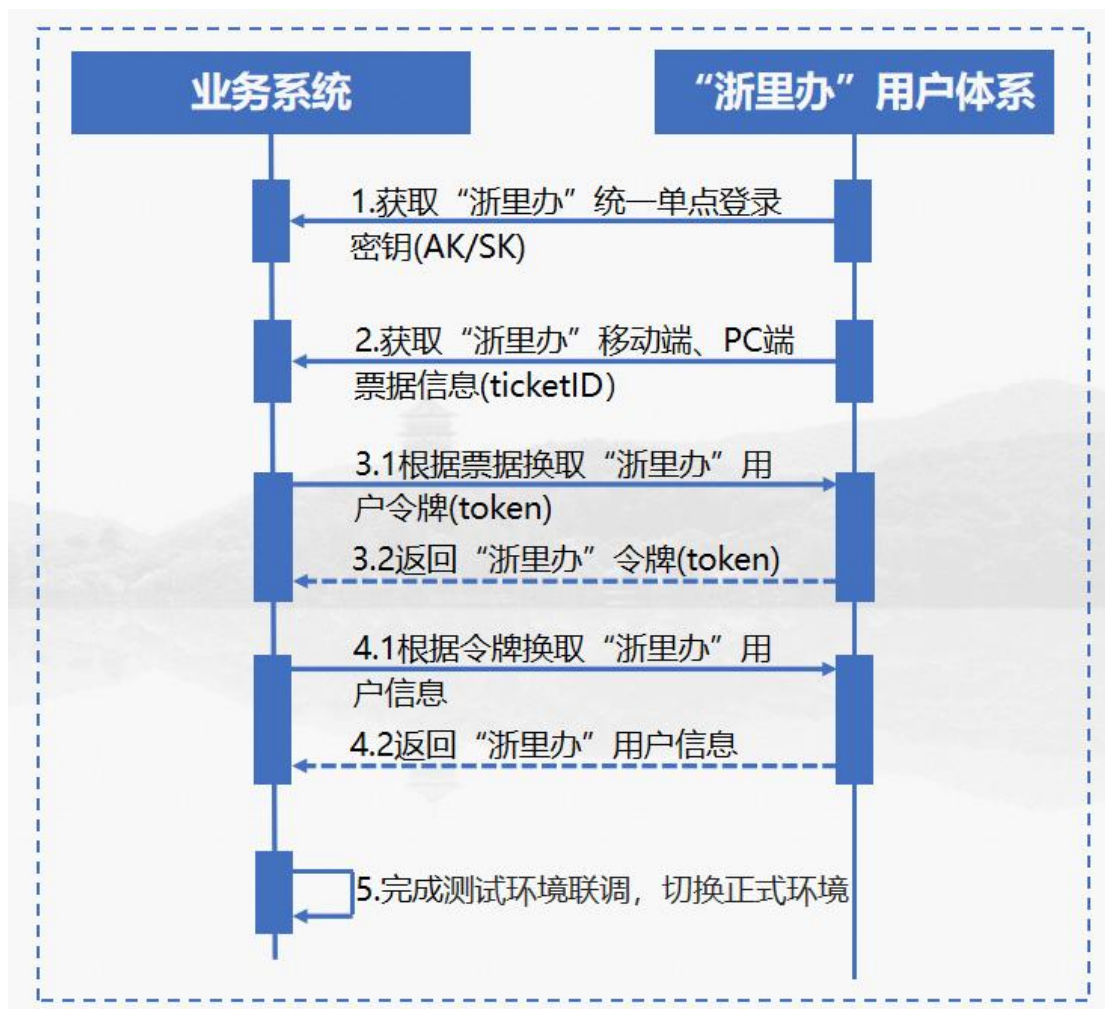 业务系统
“浙里办”用户体系
1.获取“浙里办”统一单点登录
密钥(AK/SK)
2.获取“浙里办”移动端、PC端
票据信息(ticketID）
3.1根据票据换取“浙里办”用
户令牌(token)
3.2返回“浙里办”令牌(token)
4.1根据令牌换取“浙里办”用
户信息
4.2返回“浙里办”用户信息
5.完成测试环境联调，切换正式环境